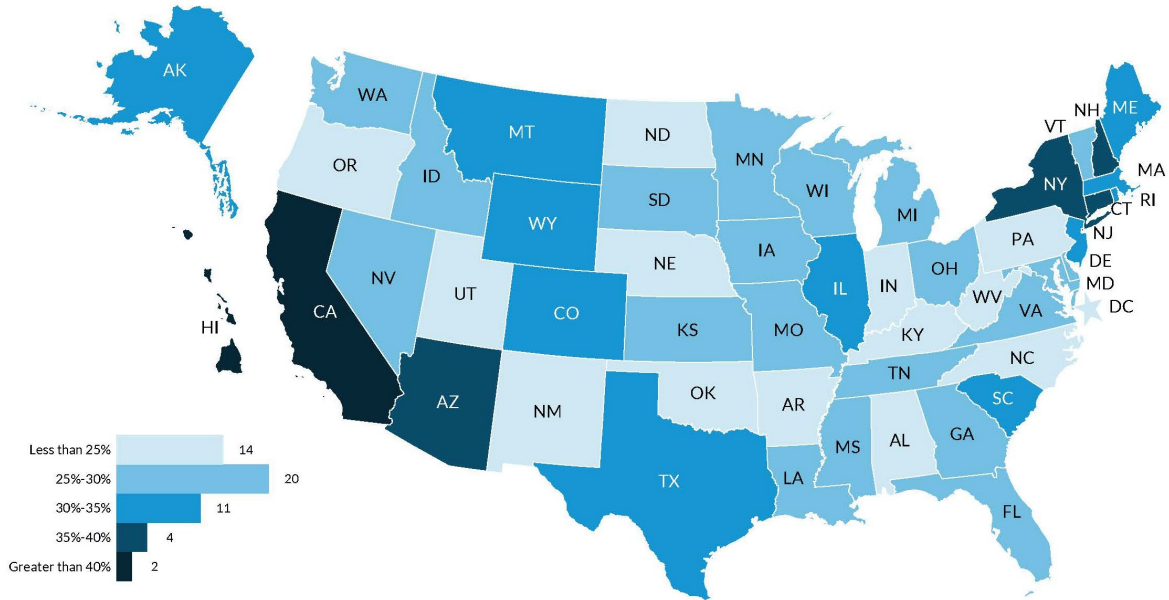 AK
WA
MT
ND
MN
VT
NH
ME
OR
ID
SD
WI
MI
NY
MA
RI
CT
WY
NE
IA
PA
NJ
NV
UT
CO
IL
IN
OH
DE
MD
DC
CA
KS
MO
WV
VA
HI
KY
AZ
NM
OK
AR
TN
NC
SC
MS
AL
GA
TX
LA
FL
Less than 25% 14
25%-30% 20
30%-35% 11
35%-40% 4
Greater than 40% 2